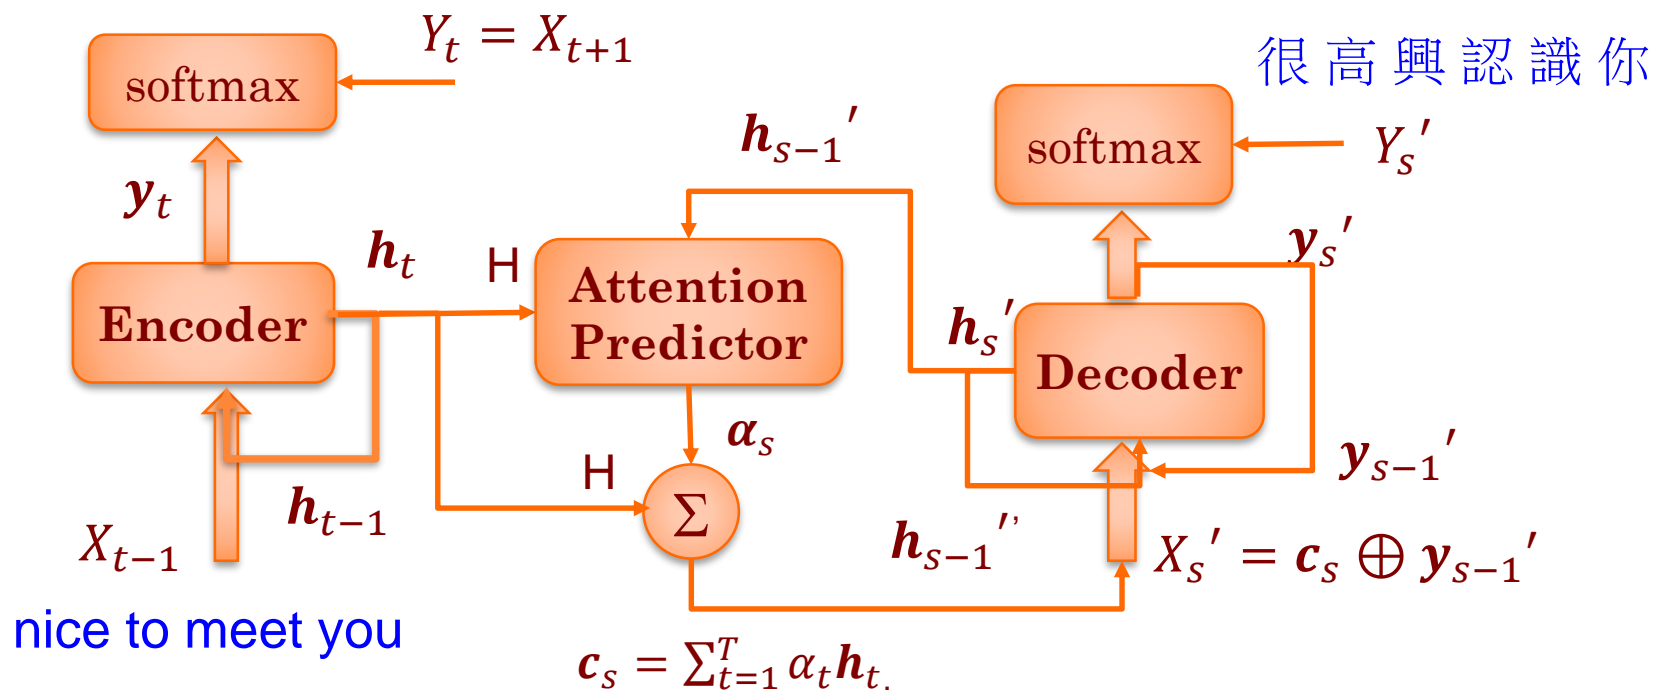 Y_t = X_{t+1}
softmax
y_t
Encoder
h_t
H
h_{t−1}
X_{t−1}
nice to meet you
h_{s−1}′
Attention
Predictor
α_s
H
Σ
c_s = ∑_{t=1}^{T} α_t h_t.
很 高 興 認 識 你
softmax
Y_s′
y_s′
h_s′
Decoder
y_{s−1}′
h_{s−1}′’
X_s′ = c_s ⊕ y_{s−1}′